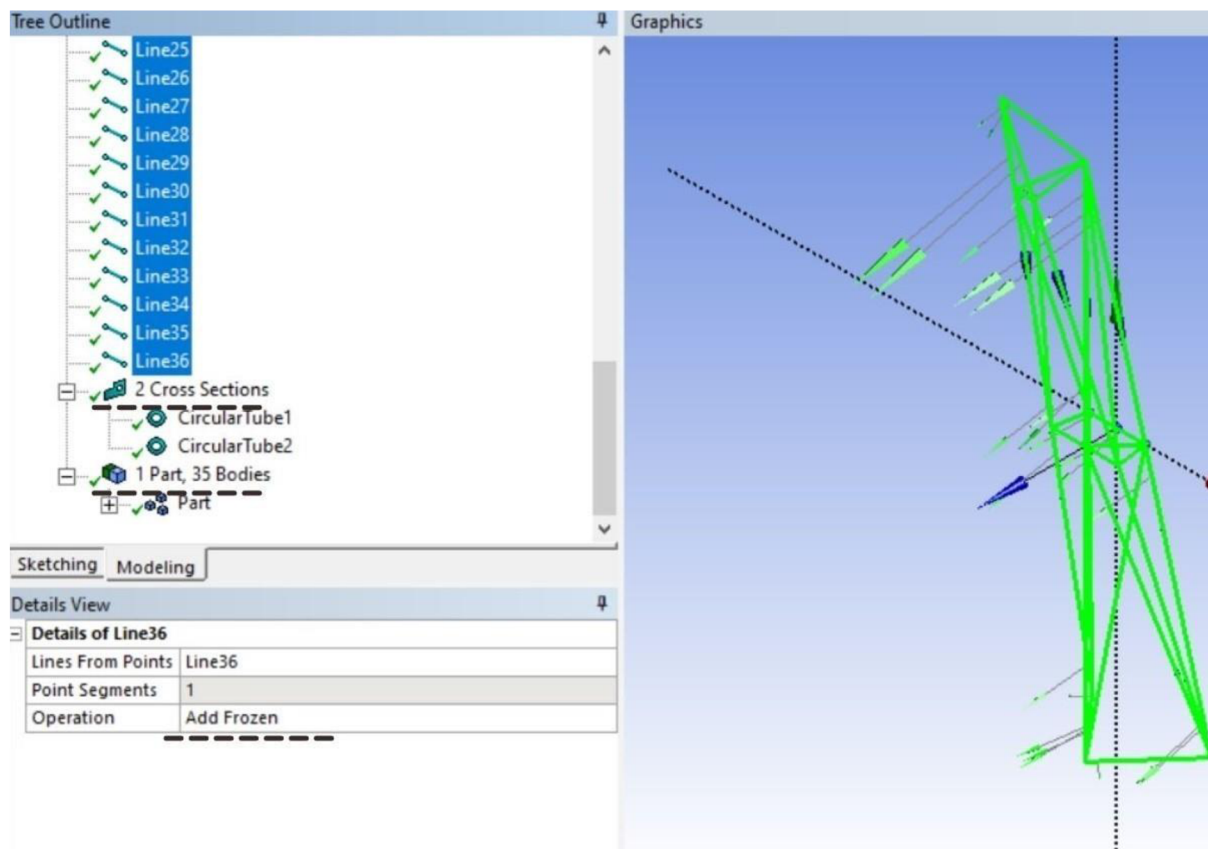 Tree Outline
Graphics
Line25
Line26
Line27
Line28
Line29
Line30
Line31
Line32
Line33
Line34
Line35
Line36
2 Cross Sections
CircularTube1
CircularTube2
1 Part, 35 Bodies
Part
Sketching Modeling
Details View
Details of Line36
Lines From Points Line36
Point Segments 1
Operation Add Frozen